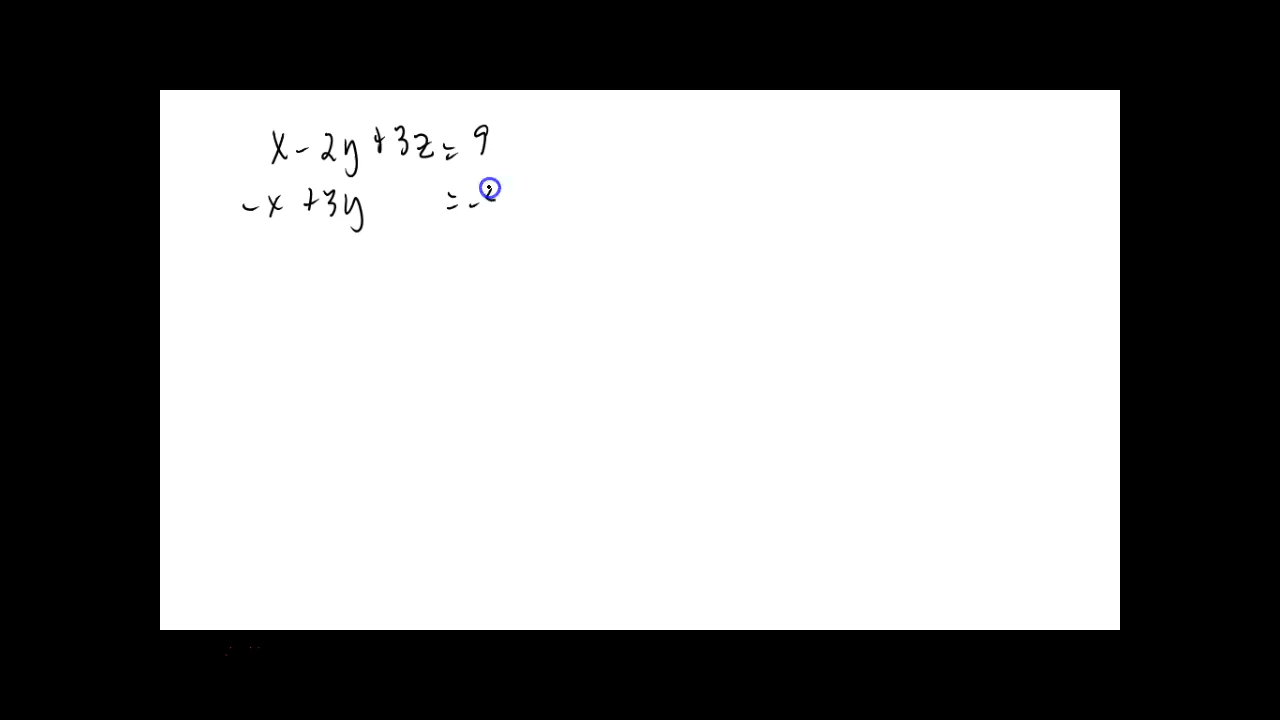 x - 2y + 3z = 9
-x + 3y = -